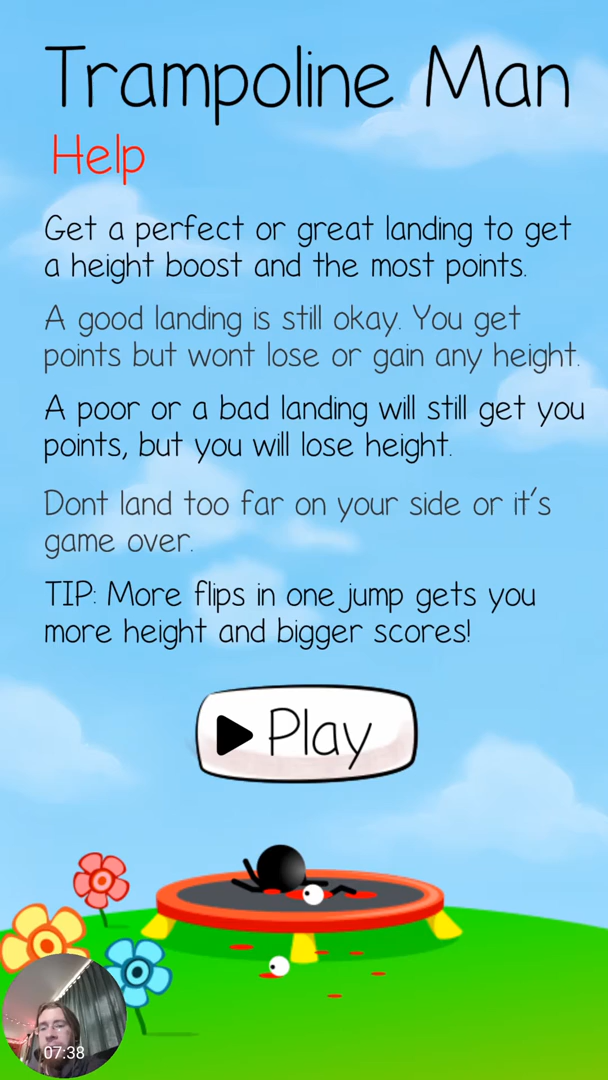 Trampoline Man
Help
Get a perfect or great landing to get
a height boost and the most points.
A good landing is still okay. You get
points but wont lose or gain any height.
A poor or a bad landing will still get you
points, but you will lose height.
Dont land too far on your side or it's
game over.
TIP: More flips in one jump gets you
more height and bigger scores!
Play
07:38